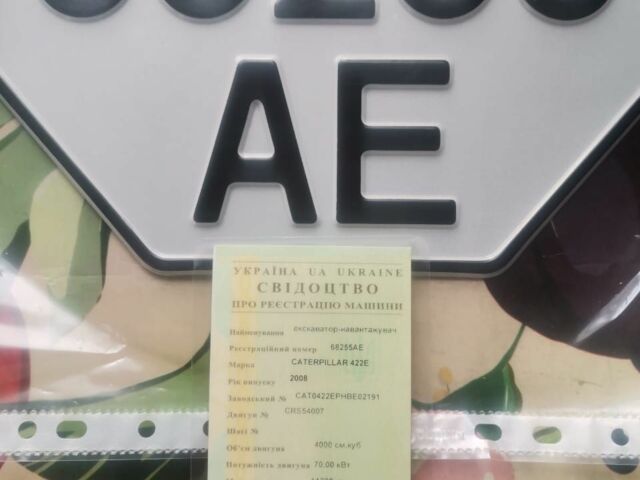 AE
УКРАЇНА UA UKRAINE
СВІДОЦТВО
ПРО РЕЄСТРАЦІЮ МАШИНИ
Найменування екскаватор-навантажувач
Реєстраційний номер 68255АЕ
Марка CATERPILLAR 422E
Рік випуску 2008
Заводський № CAT0422EPHBE02191
Двигун № CRS54007
Шасі №
Об'єм двигуна 4000 см.куб
Потужність двигуна 70,00 кВт